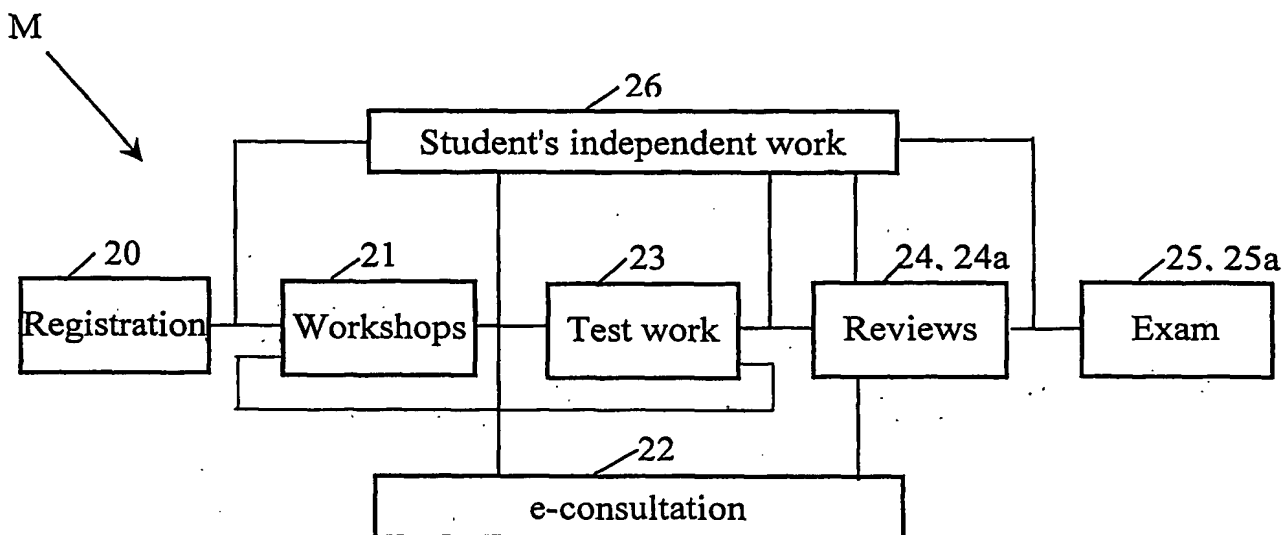 M
26
Student's independent work
20
21
23
24, 24a
25, 25a
Registration
Workshops
Test work
Reviews
Exam
22
e-consultation